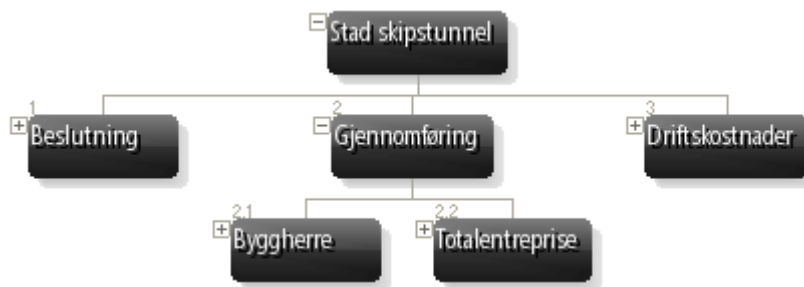 Stad skipstunnel
1
Beslutning
2
Gjennomføring
3
Driftskostnader
2.1
Byggherre
2.2
Totalentreprise